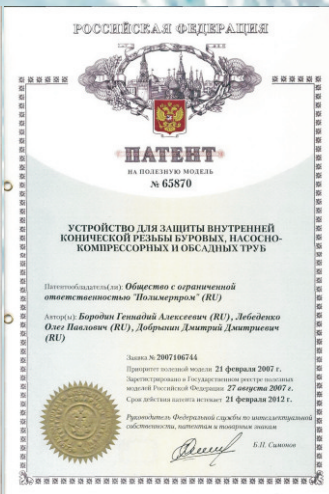 РОССИЙСКАЯ ФЕДЕРАЦИЯ
ПАТЕНТ
НА ПОЛЕЗНУЮ МОДЕЛЬ
№ 65870
УСТРОЙСТВО ДЛЯ ЗАЩИТЫ ВНУТРЕННЕЙ
КОНИЧЕСКОЙ РЕЗЬБЫ БУРОВЫХ, НАСОСНО-
КОМПРЕССОРНЫХ И ОБСАДНЫХ ТРУБ
Патентообладатель(ли): Общество с ограниченной
ответственностью "Полимерпром" (RU)
Автор(ы): Бородин Геннадий Алексеевич (RU), Лебеденко
Олег Павлович (RU), Добрынин Дмитрий Дмитриевич
(RU)
Заявка № 2007106744
Приоритет полезной модели 21 февраля 2007 г.
Зарегистрировано в Государственном реестре полезных
моделей Российской Федерации 27 августа 2007 г.
Срок действия патента истекает 21 февраля 2012 г.
Руководитель Федеральной службы по интеллектуальной
собственности, патентам и товарным знакам
Б.П. Симонов